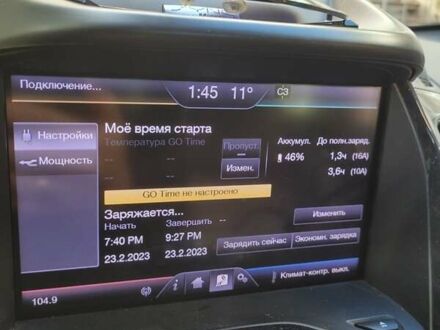 Подключение...
1:45 11° СЗ
Настройки
Мощность
Моё время старта
Температура GO Time
Пропуст.
Измен.
Аккумул. До полн.заряд.
46% 1,3ч (16A)
3,6ч (10A)
-- -- --
-- --
GO Time не настроено
Заряжается...
Начать Завершить --
7:40 PM 9:27 PM
23.2.2023 23.2.2023
Изменить
Зарядить сейчас
Экономн. зарядка
104.9
Климат-контр. выкл.